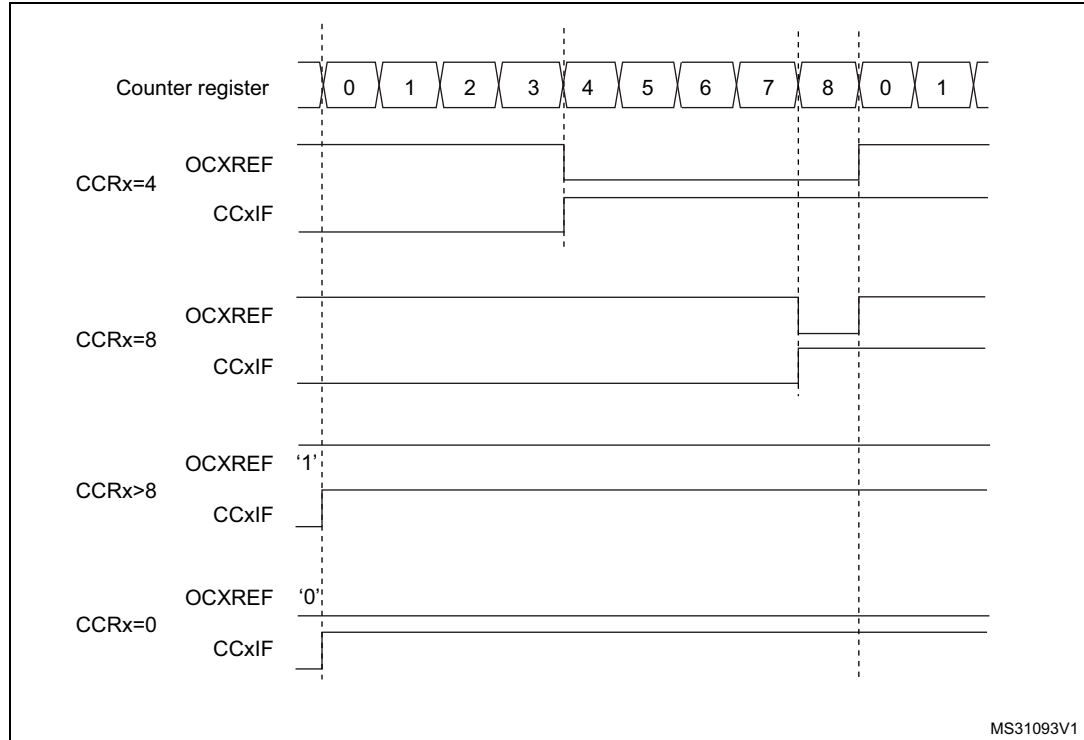 Counter register 0 1 2 3 4 5 6 7 8 0 1
OCXREF
CCRx=4
CCxIF
OCXREF
CCRx=8
CCxIF
OCXREF '1'
CCRx>8
CCxIF
OCXREF '0'
CCRx=0
CCxIF
MS31093V1